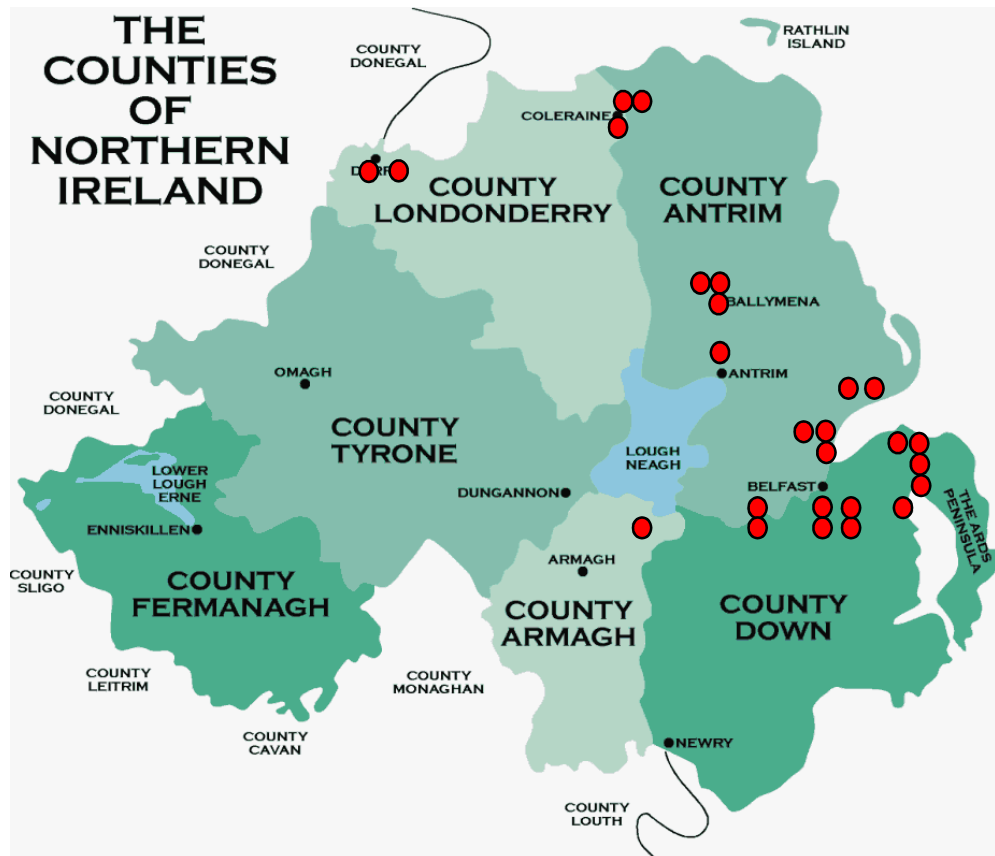 THE
COUNTIES
OF
NORTHERN
IRELAND
COUNTY
DONEGAL
RATHLIN
ISLAND
COLERAINE
COUNTY
LONDONDERRY
COUNTY
ANTRIM
COUNTY
DONEGAL
BALLYMENA
OMAGH
ANTRIM
COUNTY
DONEGAL
COUNTY
TYRONE
LOUGH
NEAGH
LOWER
LOUGH
ERNE
DUNGANNON
BELFAST
THE ARDS
PENINSULA
ENNISKILLEN
ARMAGH
COUNTY
SLIGO
COUNTY
FERMANAGH
COUNTY
ARMAGH
COUNTY
DOWN
COUNTY
LEITRIM
COUNTY
MONAGHAN
COUNTY
CAVAN
NEWRY
COUNTY
LOUTH